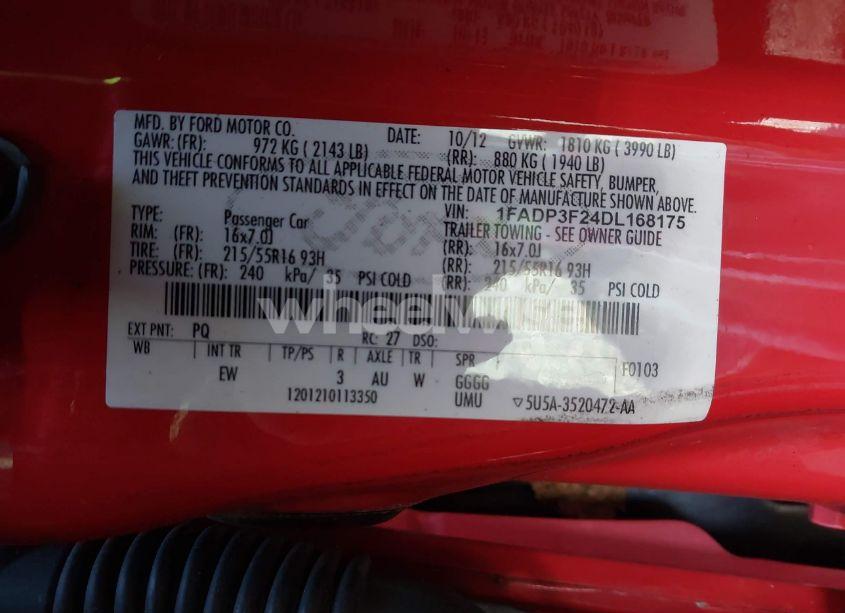 MFD. BY FORD MOTOR CO. DATE: 10/12 GVWR: 1810 KG ( 3990 LB)
GAWR: (FR): 972 KG ( 2143 LB) (RR): 880 KG ( 1940 LB)
THIS VEHICLE CONFORMS TO ALL APPLICABLE FEDERAL MOTOR VEHICLE SAFETY, BUMPER,
AND THEFT PREVENTION STANDARDS IN EFFECT ON THE DATE OF MANUFACTURE SHOWN ABOVE.
VIN: 1FADP3F24DL168175
TYPE: Passenger Car TRAILER TOWING - SEE OWNER GUIDE
RIM: (FR): 16x7.0J (RR): 16x7.0J
TIRE: (FR): 215/55R16 93H (RR): 215/55R16 93H
PRESSURE: (FR): 240 kPa/ 35 PSI COLD (RR): 240 kPa/ 35 PSI COLD
EXT PNT: PQ RC: 27 DSO:
WB INT TR TP/PS R AXLE TR SPR F0103
EW 3 AU W GGGG
1201210113350 UMU ▽5U5A-3520472-AA